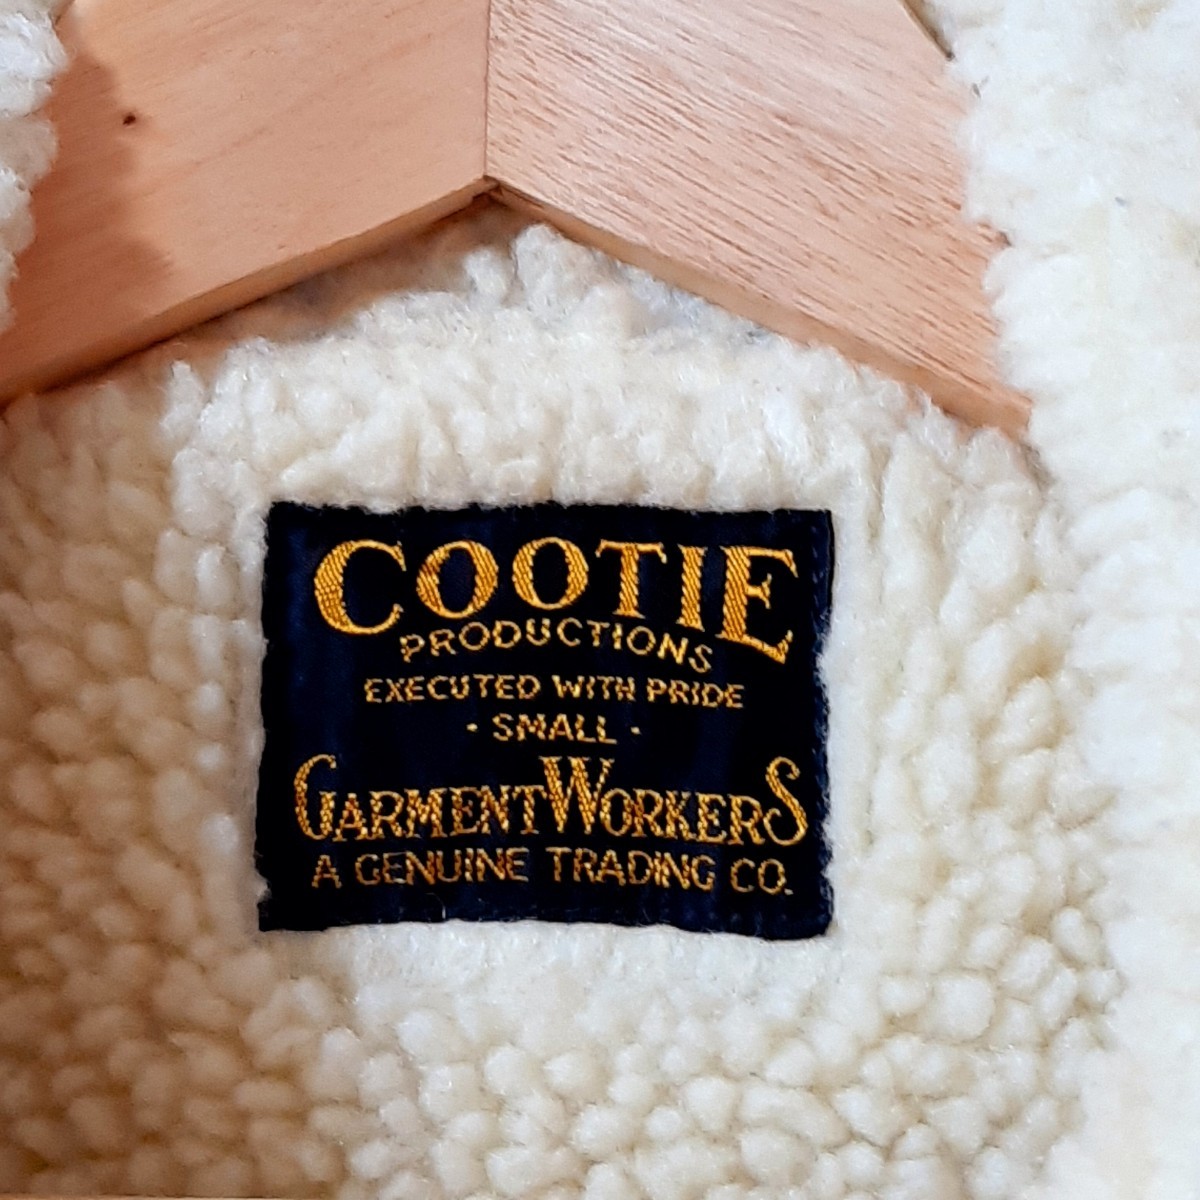 COOTIE
PRODUCTIONS
EXECUTED WITH PRIDE
· SMALL ·
GARMENTWORKERS
A GENUINE TRADING CO.